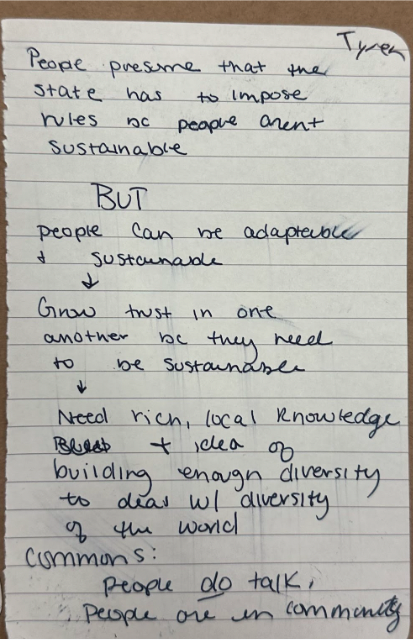 Tyren
People presume that the
state has to impose
rules bc people arent
sustainable
BUT
people can be adaptable
+ sustainable
↓
Grow trust in one
another bc they need
to be sustainable
↓
Need rich, local knowledge
+ idea of
building enough diversity
to deal w/ diversity
of the world
Commons:
people do talk,
People are in community